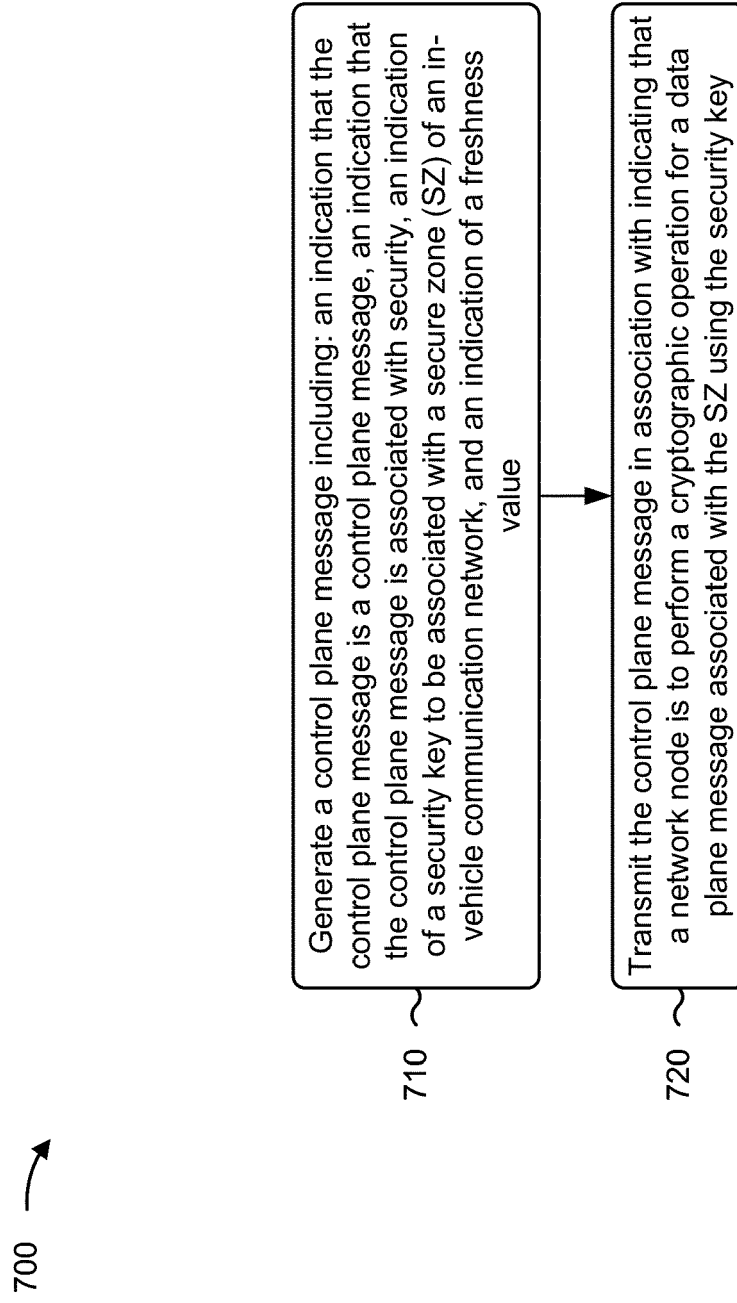 700
710
Generate a control plane message including: an indication that the
control plane message is a control plane message, an indication that
the control plane message is associated with security, an indication
of a security key to be associated with a secure zone (SZ) of an in-
vehicle communication network, and an indication of a freshness
value
720
Transmit the control plane message in association with indicating that
a network node is to perform a cryptographic operation for a data
plane message associated with the SZ using the security key